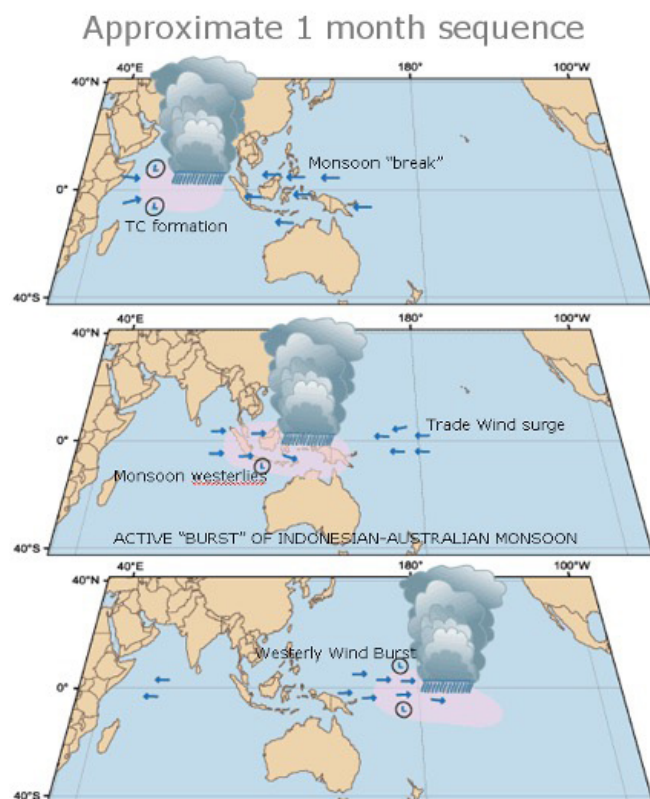 Approximate 1 month sequence
40°E 180° 100°W
40°N
Monsoon "break"
0°
TC formation
40°S
40°E 180° 100°W
40°N
Trade Wind surge
0°
Monsoon westerlies
ACTIVE "BURST" OF INDONESIAN-AUSTRALIAN MONSOON
40°S
40°E 180° 100°W
40°N
Westerly Wind Burst
0°
40°S